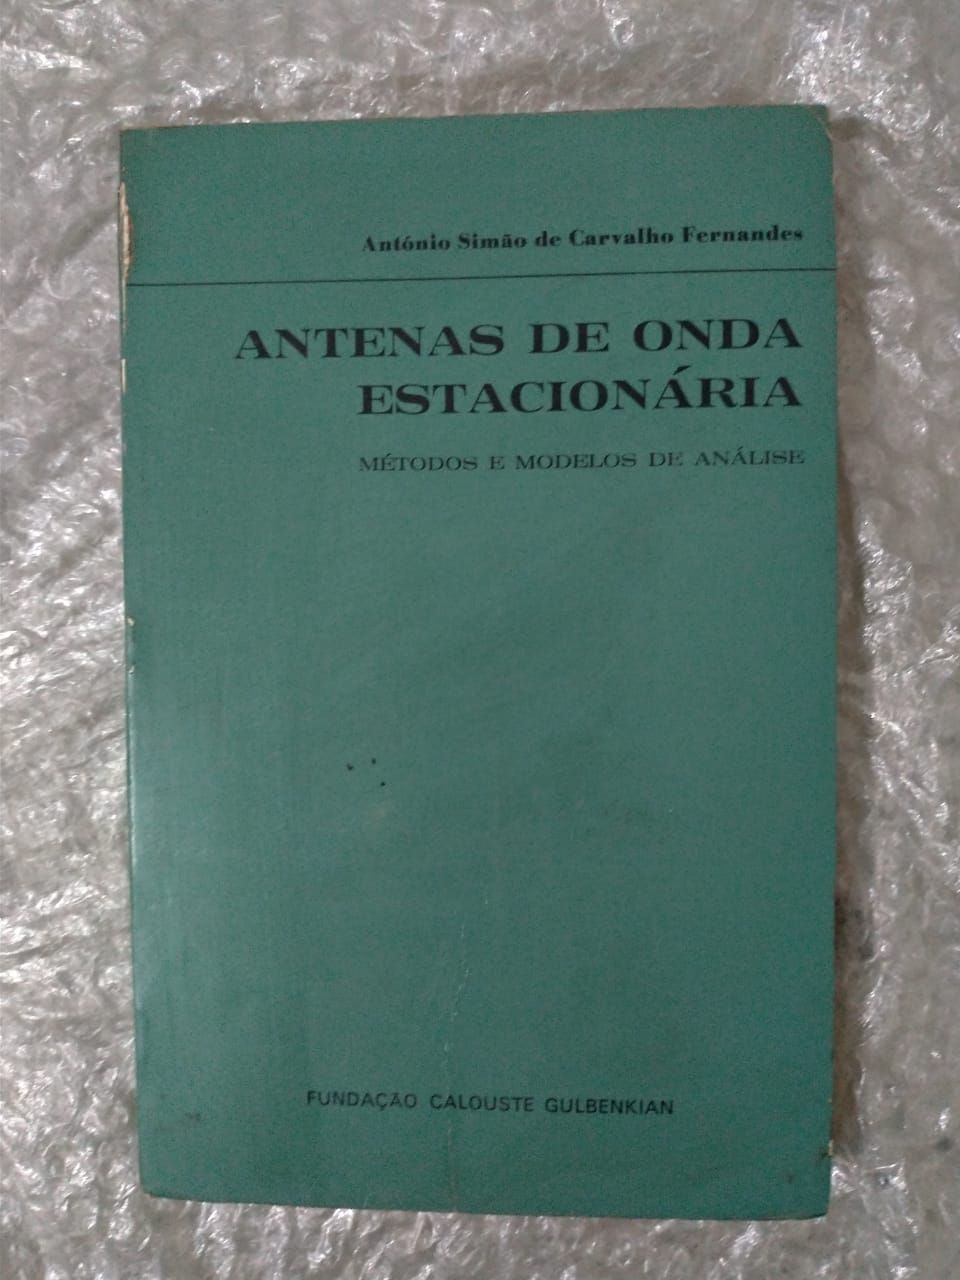 António Simão de Carvalho Fernandes
ANTENAS DE ONDA
ESTACIONÁRIA
MÉTODOS E MODELOS DE ANÁLISE
FUNDAÇÃO CALOUSTE GULBENKIAN